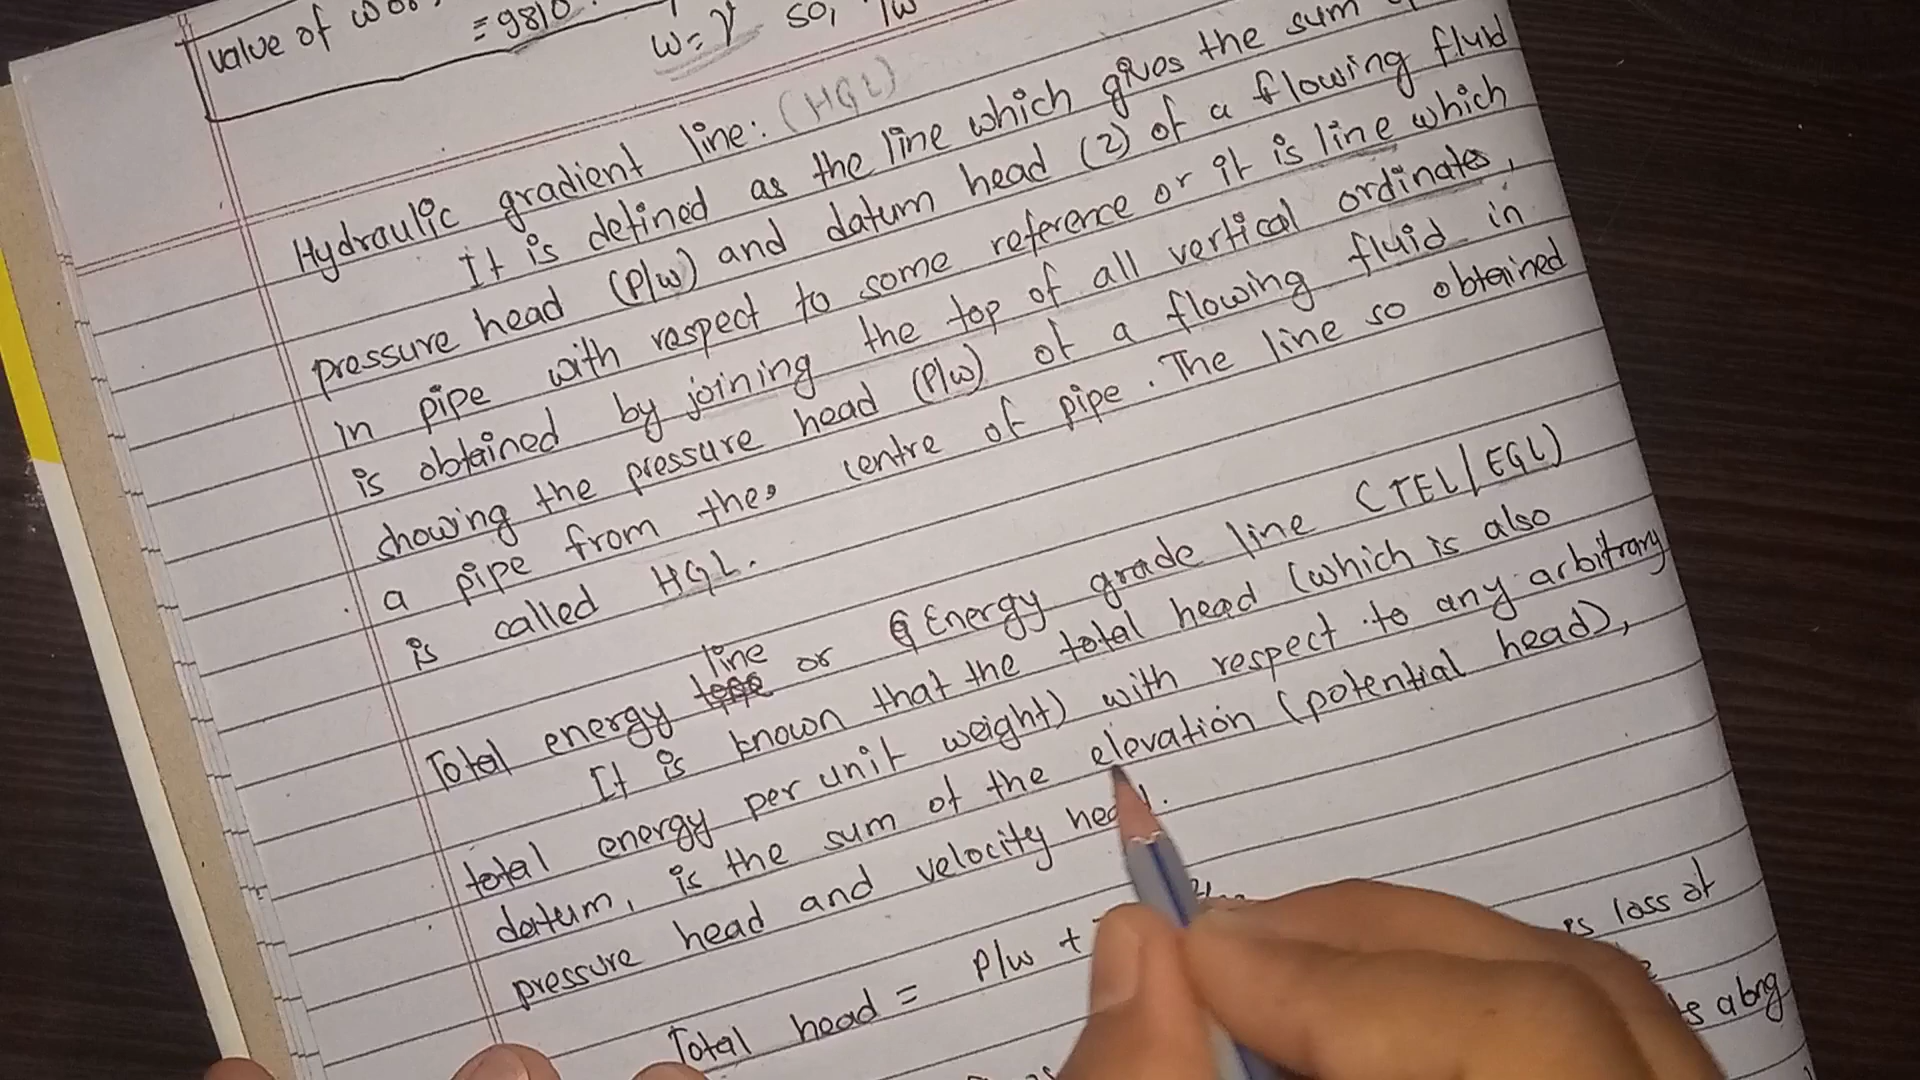 value of
= 9810
w = γ so,
Hydraulic gradient line: (HGL)
It is defined as the line which gives the sum
pressure head (P/w) and datum head (z) of a flowing fluid
in pipe with respect to some reference or it is line which
is obtained by joining the top of all vertical ordinates,
showing the pressure head (P/w) of a flowing fluid in
a pipe from the centre of pipe. The line so obtained
is called HGL.
Total energy line or Energy grade line (TEL/EGL)
It is known that the total head (which is also
total energy per unit weight) with respect to any arbitrary
datum, is the sum of the elevation (potential head),
pressure head and velocity head.
Total head = P/w +
loss of
along